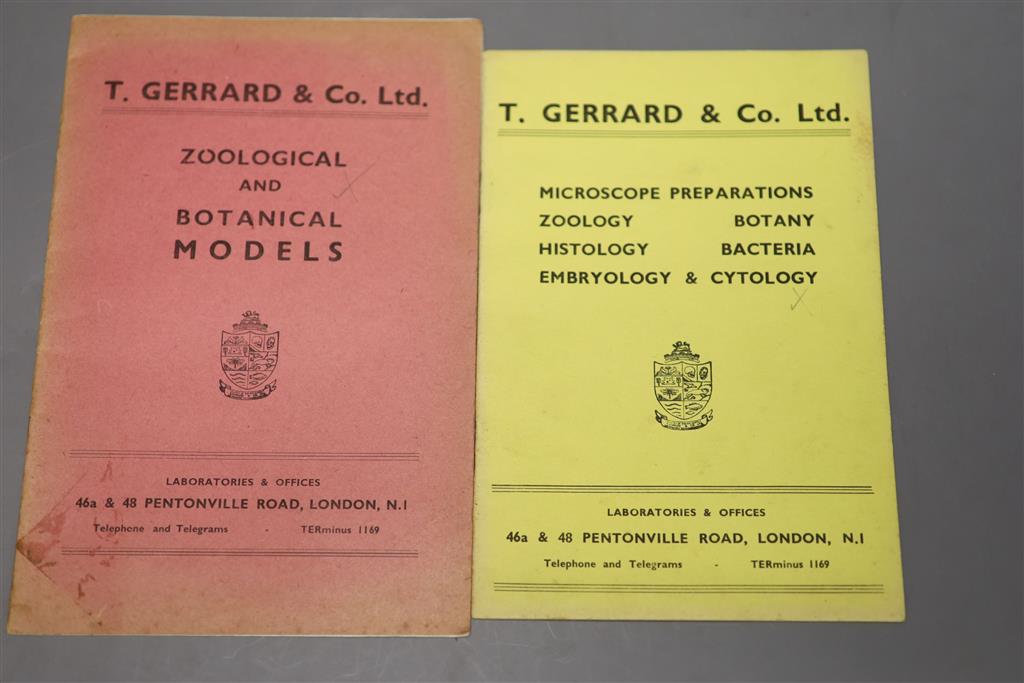 T. GERRARD & Co. Ltd.
ZOOLOGICAL
AND
BOTANICAL
MODELS
LABORATORIES & OFFICES
46a & 48 PENTONVILLE ROAD, LONDON, N.1
Telephone and Telegrams - TERminus 1169
T. GERRARD & Co. Ltd.
MICROSCOPE PREPARATIONS
ZOOLOGY BOTANY
HISTOLOGY BACTERIA
EMBRYOLOGY & CYTOLOGY
LABORATORIES & OFFICES
46a & 48 PENTONVILLE ROAD, LONDON, N.1
Telephone and Telegrams - TERminus 1169